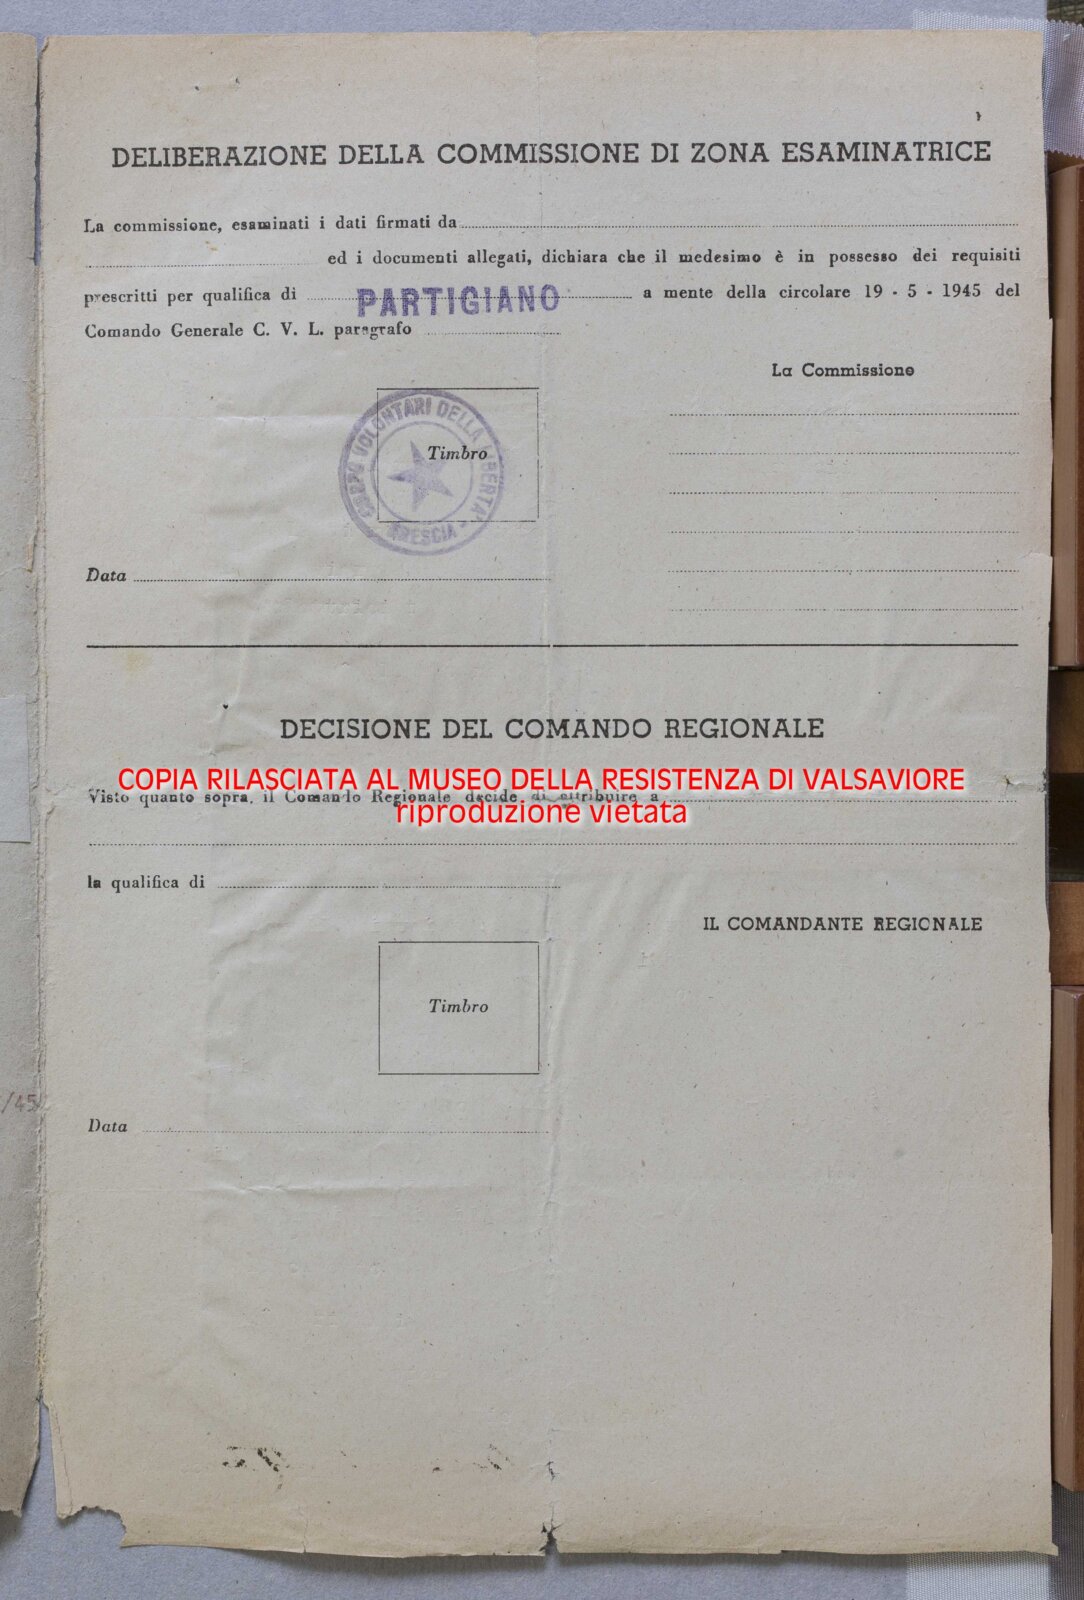 DELIBERAZIONE DELLA COMMISSIONE DI ZONA ESAMINATRICE
La commissione, esaminati i dati firmati da
ed i documenti allegati, dichiara che il medesimo è in possesso dei requisiti
prescritti per qualifica di PARTIGIANO a mente della circolare 19 - 5 - 1945 del
Comando Generale C. V. L. paragrafo
La Commissione
CORPO VOLONTARI DELLA LIBERTA'
- BRESCIA -
Timbro
Data
DECISIONE DEL COMANDO REGIONALE
COPIA RILASCIATA AL MUSEO DELLA RESISTENZA DI VALSAVIORE
Visto quanto sopra, il Comando Regionale decide di attribuire a
riproduzione vietata
la qualifica di
IL COMANDANTE REGIONALE
Timbro
/45
Data